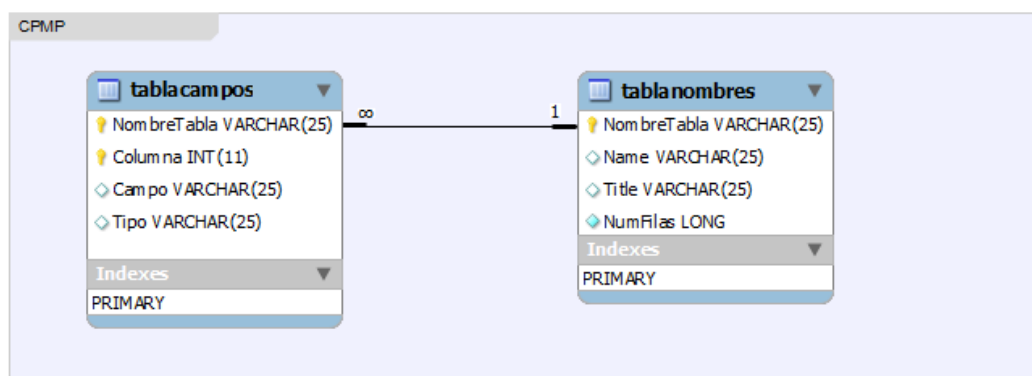 CPMP
tablacampos
NombreTabla VARCHAR(25)
Columna INT(11)
Campo VARCHAR(25)
Tipo VARCHAR(25)
Indexes
PRIMARY
∞
1
tablanombres
NombreTabla VARCHAR(25)
Name VARCHAR(25)
Title VARCHAR(25)
NumFilas LONG
Indexes
PRIMARY